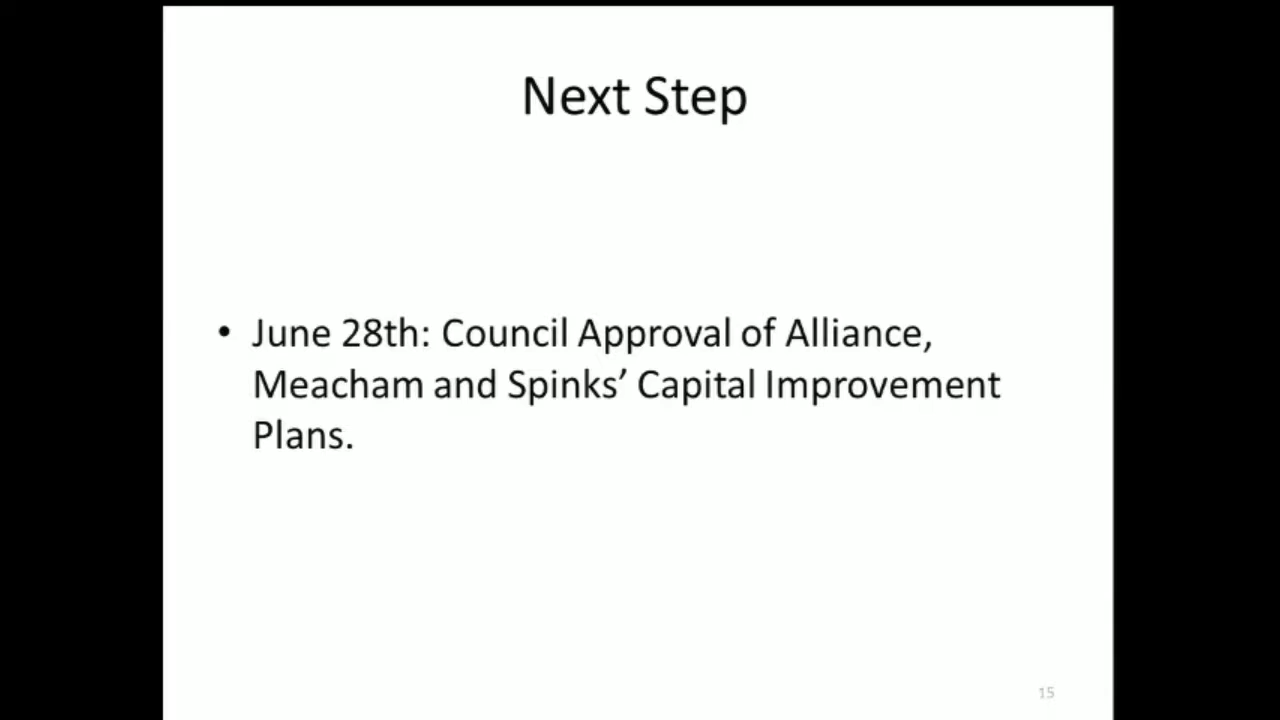 Next Step
• June 28th: Council Approval of Alliance,
Meacham and Spinks’ Capital Improvement
Plans.
15